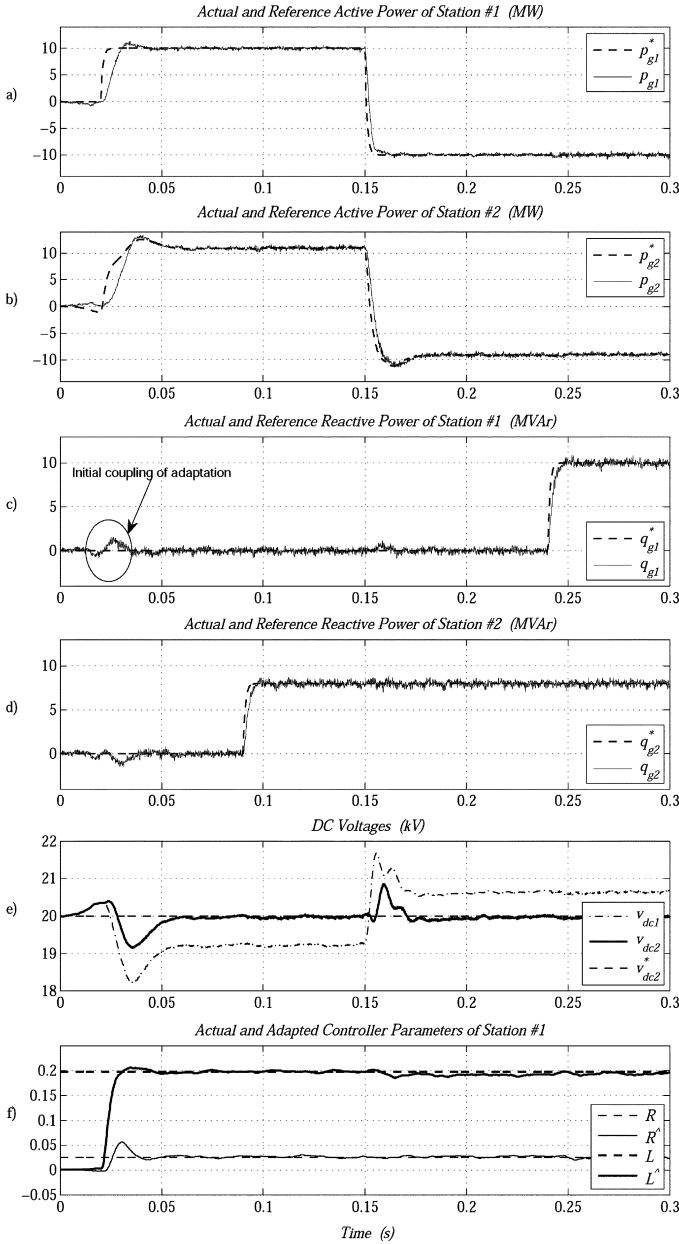 Actual and Reference Active Power of Station #1 (MW)
a)
10
5
0
−5
−10
p*g1
pg1
0 0.05 0.1 0.15 0.2 0.25 0.3
Actual and Reference Active Power of Station #2 (MW)
b)
10
5
0
−5
−10
p*g2
pg2
0 0.05 0.1 0.15 0.2 0.25 0.3
Actual and Reference Reactive Power of Station #1 (MVAr)
c)
10
5
0
Initial coupling of adaptation
q*g1
qg1
0 0.05 0.1 0.15 0.2 0.25 0.3
Actual and Reference Reactive Power of Station #2 (MVAr)
d)
10
5
0
q*g2
qg2
0 0.05 0.1 0.15 0.2 0.25 0.3
DC Voltages (kV)
e)
22
21
20
19
18
vdc1
vdc2
v*dc2
0 0.05 0.1 0.15 0.2 0.25 0.3
Actual and Adapted Controller Parameters of Station #1
f)
0.2
0.15
0.1
0.05
0
−0.05
R
R^
L
L^
0 0.05 0.1 0.15 0.2 0.25 0.3
Time (s)